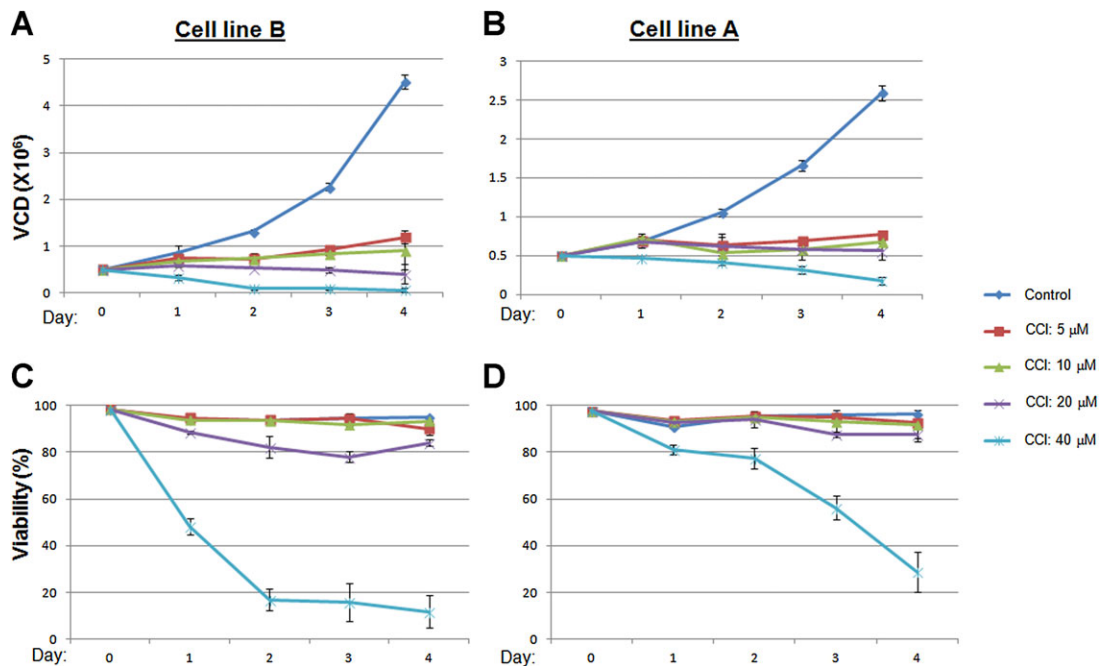 A
Cell line B
B
Cell line A
VCD (X10⁶)
5
4
3
2
1
0
Day: 0 1 2 3 4
3
2.5
2
1.5
1
0.5
0
Day: 0 1 2 3 4
Control
CCI: 5 μM
CCI: 10 μM
CCI: 20 μM
CCI: 40 μM
C
D
Viability (%)
100
80
60
40
20
0
Day: 0 1 2 3 4
100
80
60
40
20
0
Day: 0 1 2 3 4